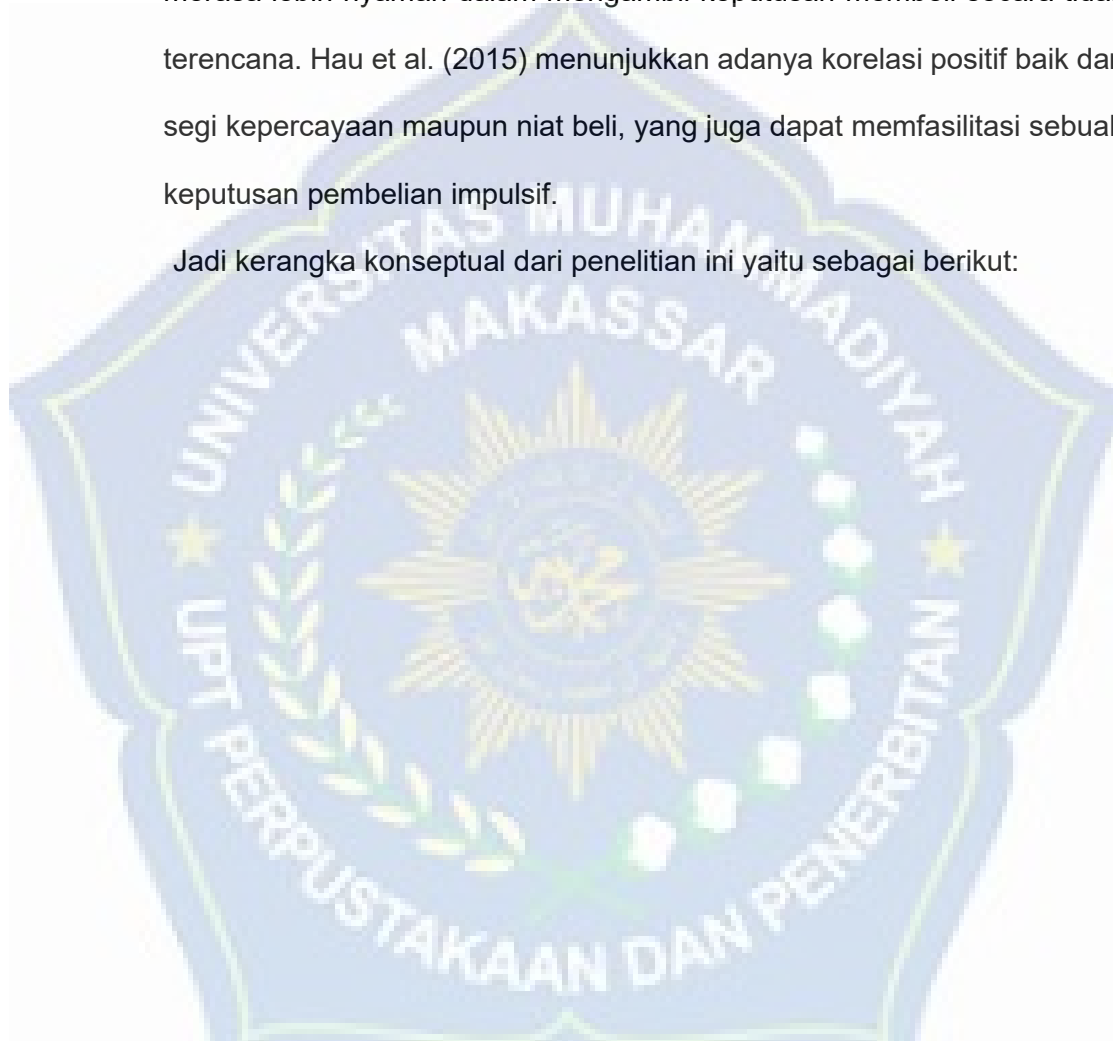 terencana. Hau et al. (2015) menunjukkan adanya korelasi positif baik dar
segi kepercayaan maupun niat beli, yang juga dapat memfasilitasi sebual
keputusan pembelian impulsif.
Jadi kerangka konseptual dari penelitian ini yaitu sebagai berikut:
UNIVERSITAS MUHAMMADIYAH
MAKASSAR
UPT PERPUSTAKAAN DAN PENERBITAN